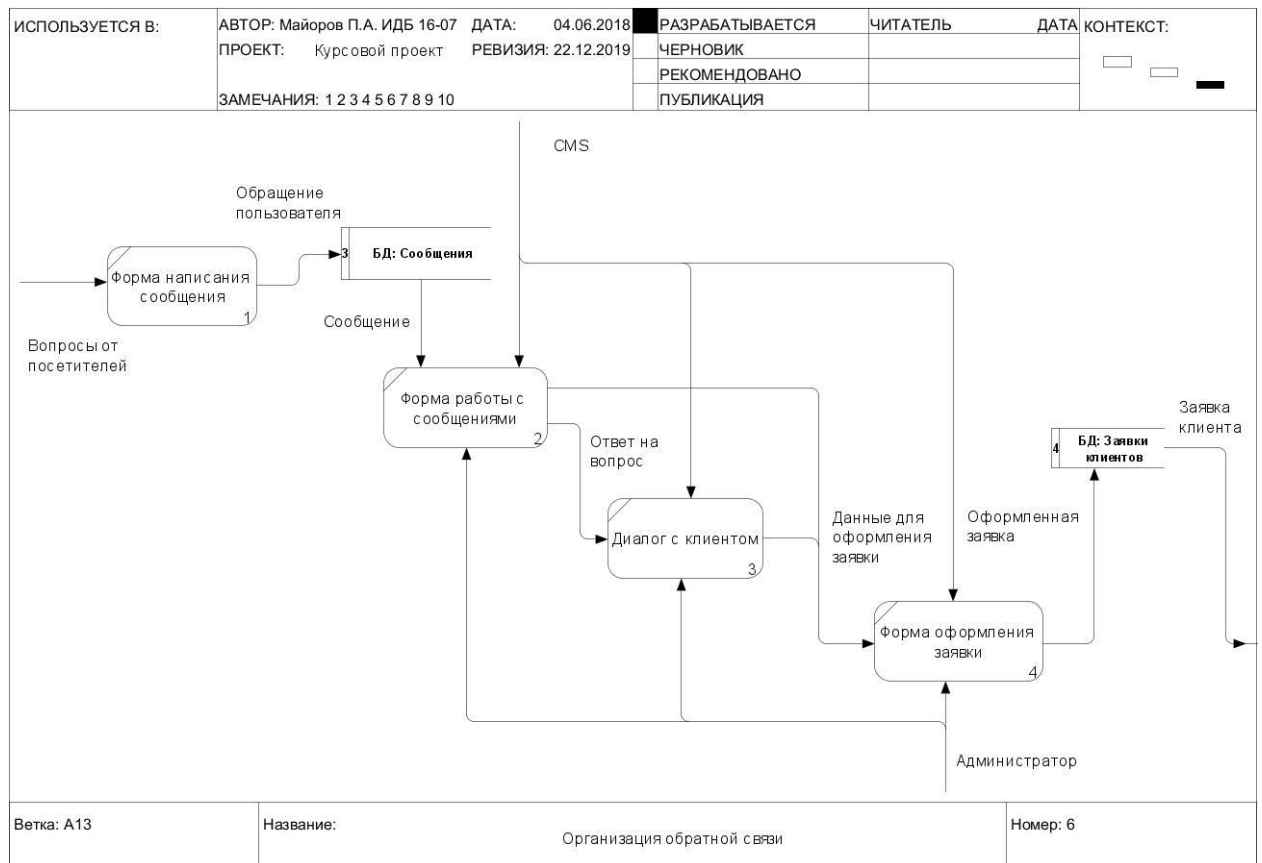 ИСПОЛЬЗУЕТСЯ В:
АВТОР: Майоров П.А. ИДБ 16-07
ДАТА: 04.06.2018
РАЗРАБАТЫВАЕТСЯ
ЧИТАТЕЛЬ
ДАТА
КОНТЕКСТ:
ПРОЕКТ: Курсовой проект
РЕВИЗИЯ: 22.12.2019
ЧЕРНОВИК
РЕКОМЕНДОВАНО
ЗАМЕЧАНИЯ: 1 2 3 4 5 6 7 8 9 10
ПУБЛИКАЦИЯ
CMS
Обращение
пользователя
3 БД: Сообщения
Форма написания
сообщения
1
Сообщение
Вопросы от
посетителей
Форма работы с
сообщениями
2
Ответ на
вопрос
Заявка
клиента
4 БД: Заявки
клиентов
Диалог с клиентом
3
Данные для
оформления
заявки
Оформленная
заявка
Форма оформления
заявки
4
Администратор
Ветка: A13
Название:
Организация обратной связи
Номер: 6